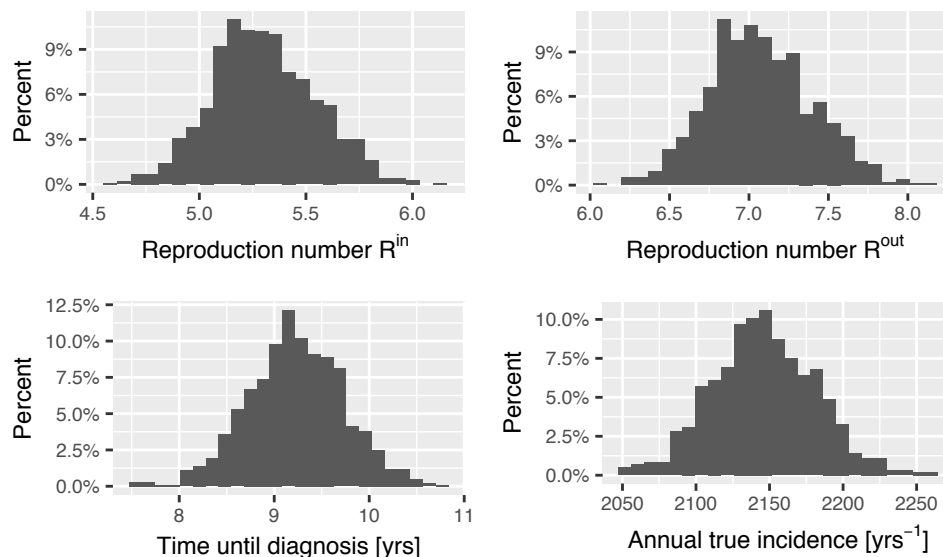 Percent
9%
6%
3%
0%
4.5 5.0 5.5 6.0
Reproduction number R^in
Percent
9%
6%
3%
0%
6.0 6.5 7.0 7.5 8.0
Reproduction number R^out
Percent
12.5%
10.0%
7.5%
5.0%
2.5%
0.0%
8 9 10 11
Time until diagnosis [yrs]
Percent
10.0%
7.5%
5.0%
2.5%
0.0%
2050 2100 2150 2200 2250
Annual true incidence [yrs⁻¹]